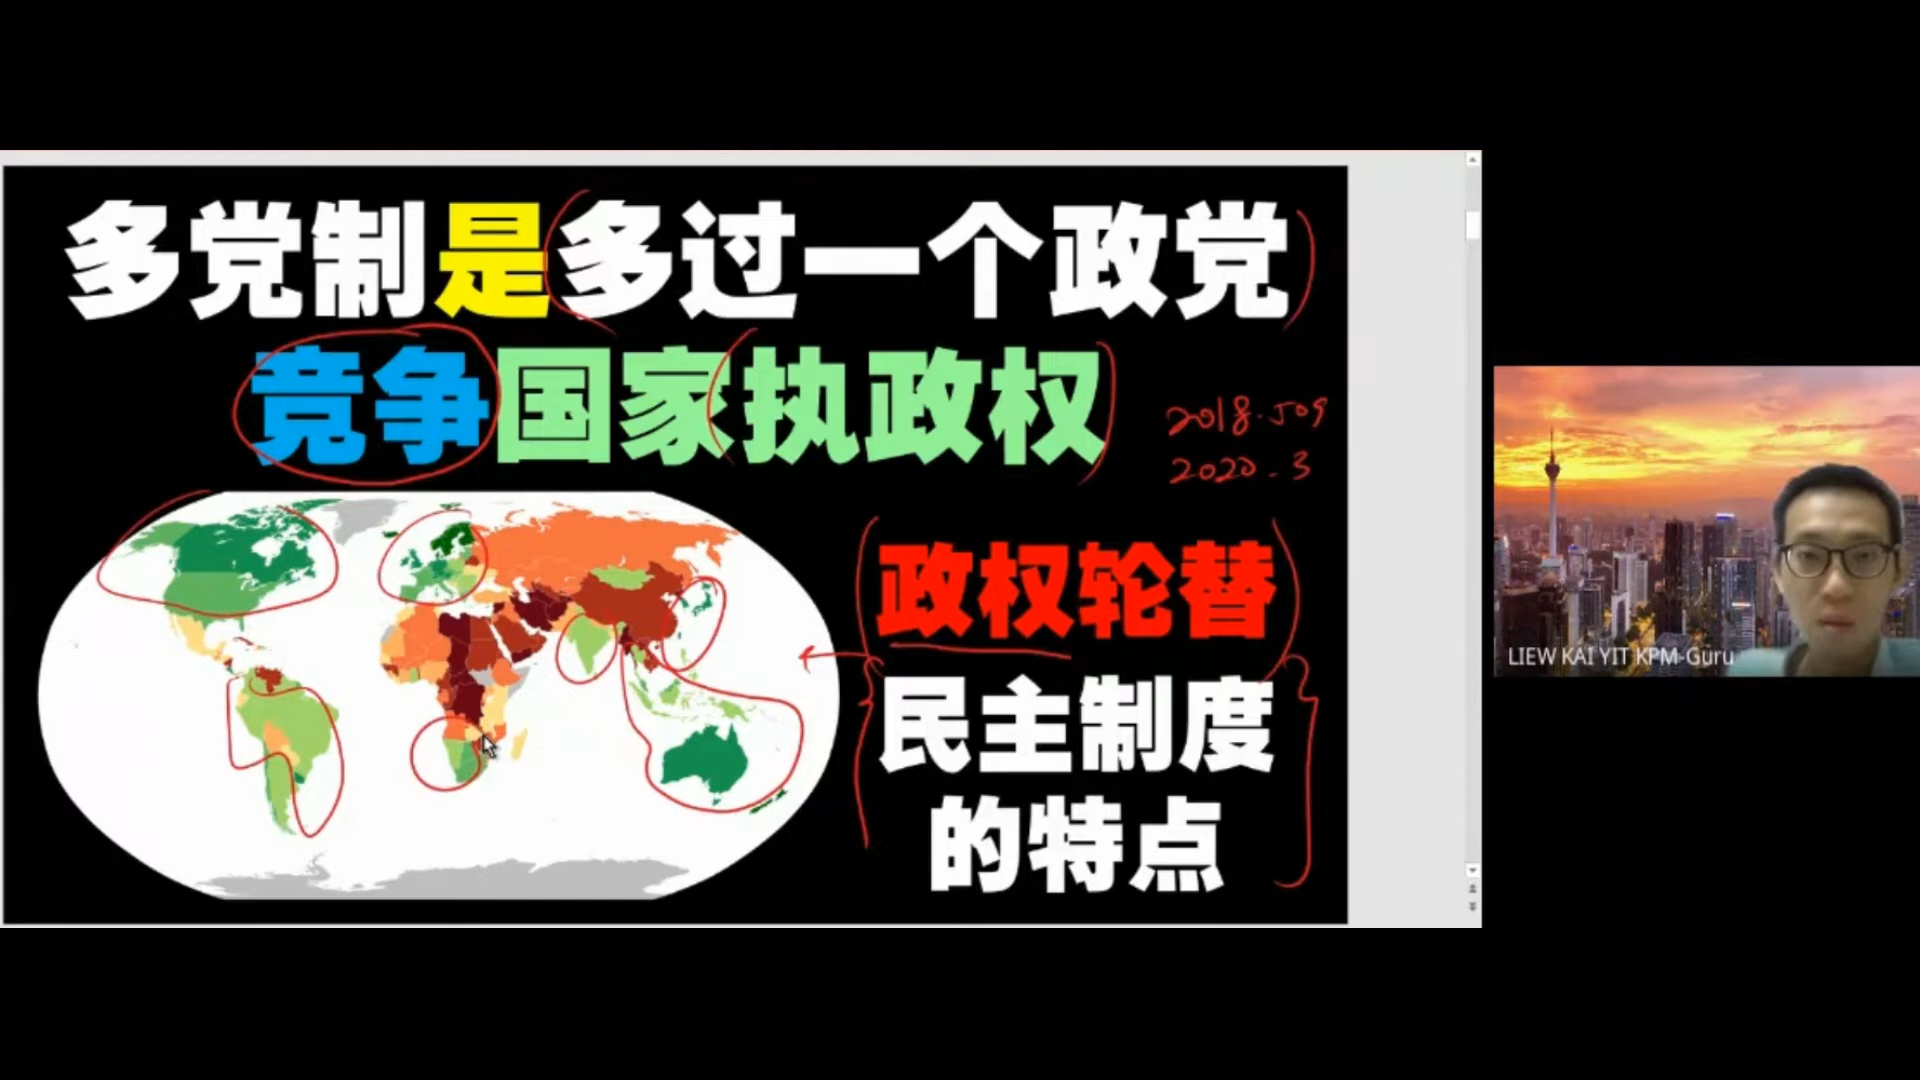 多党制是多过一个政党
竞争国家执政权
2018.509
2020.3
政权轮替
民主制度
的特点
LIEW KAI YIT KPM-Guru